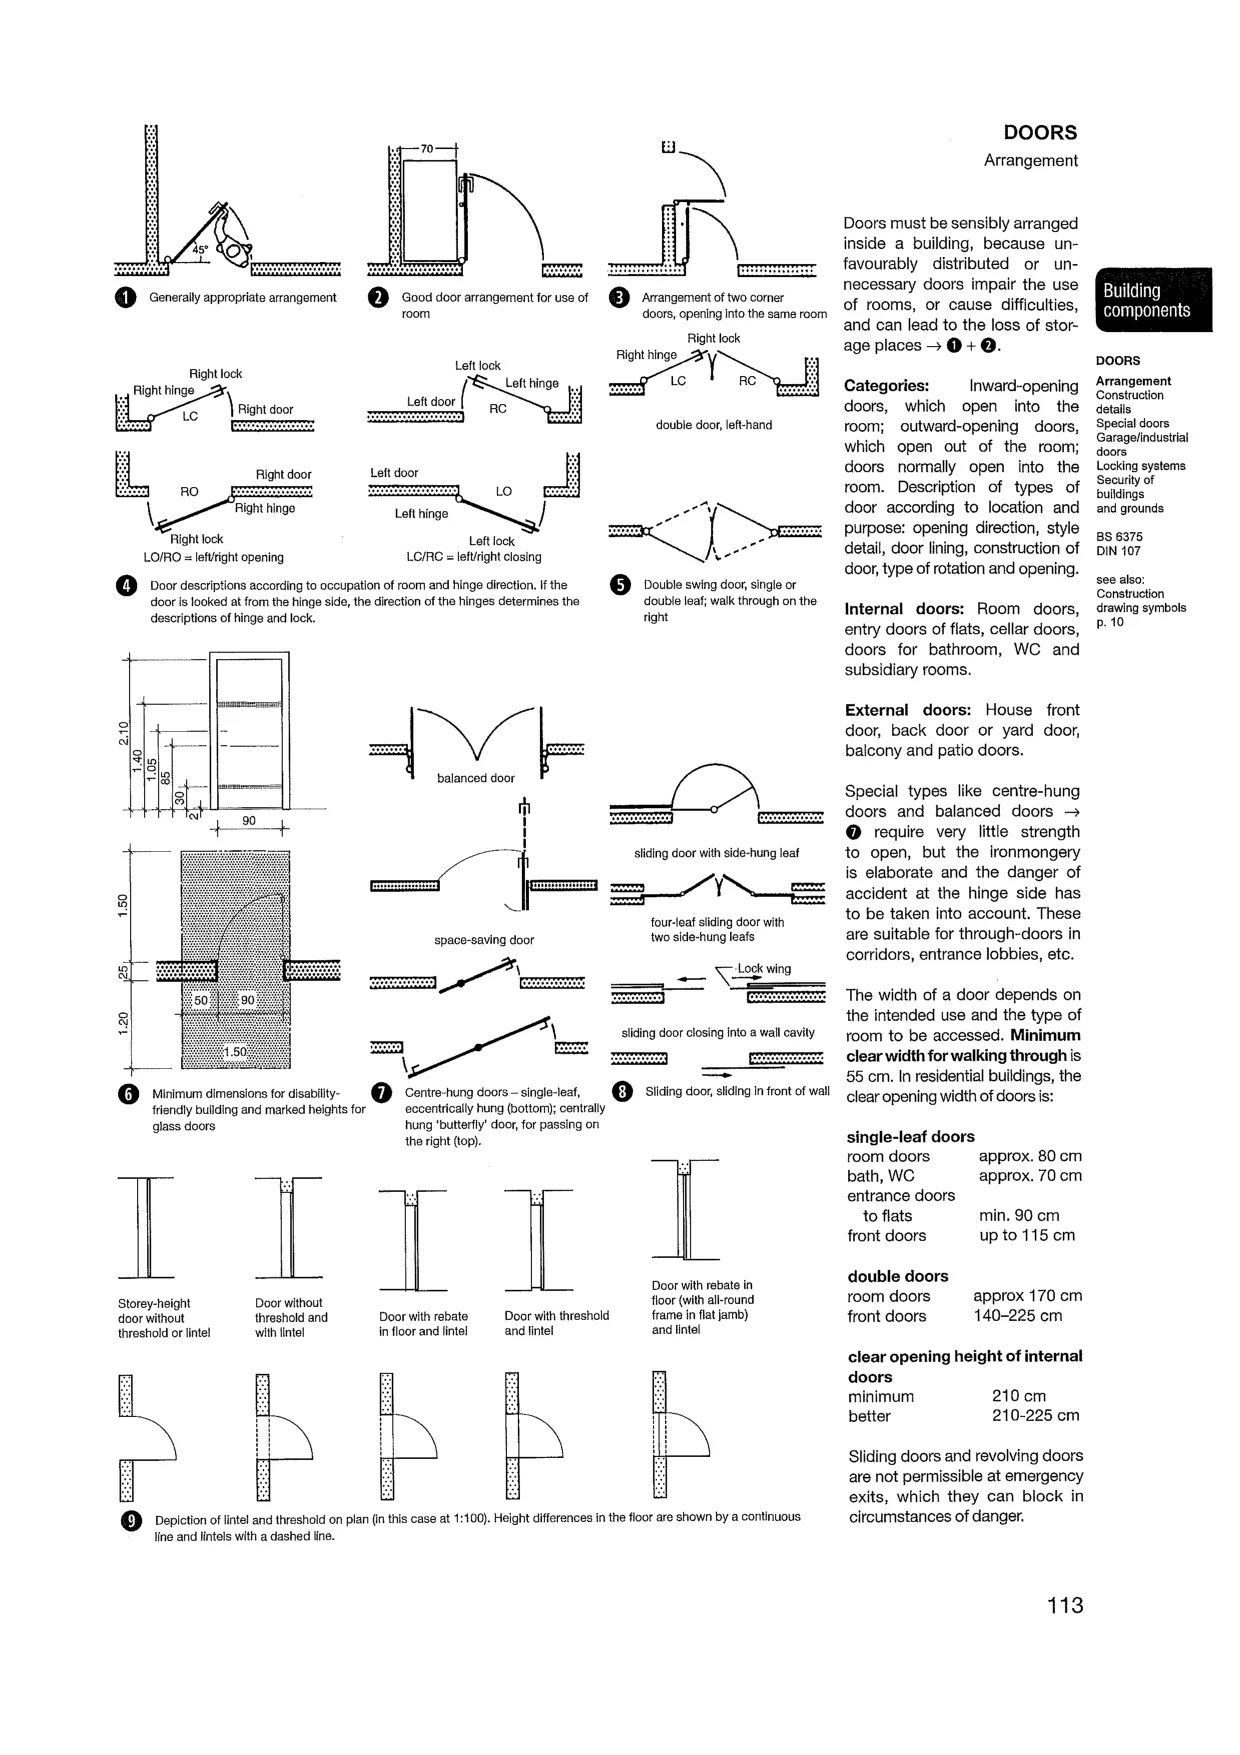 DOORS
Arrangement
70
45°
❶ Generally appropriate arrangement
❷ Good door arrangement for use of
room
❸ Arrangement of two corner
doors, opening into the same room
Right lock
Right hinge
LC
Right door
Left lock
Left hinge
Left door
RC
Right lock
Right hinge
LC
RC
double door, left-hand
Right door
RO
Right hinge
Right lock
LO/RO = left/right opening
Left door
LO
Left hinge
Left lock
LC/RC = left/right closing
❹ Door descriptions according to occupation of room and hinge direction. If the
door is looked at from the hinge side, the direction of the hinges determines the
descriptions of hinge and lock.
❺ Double swing door, single or
double leaf; walk through on the
right
2.10
1.40
1.05
85
30
2
90
1.50
25
1.20
50
90
1.50
❻ Minimum dimensions for disability-
friendly building and marked heights for
glass doors
balanced door
space-saving door
❼ Centre-hung doors – single-leaf,
eccentrically hung (bottom); centrally
hung 'butterfly' door, for passing on
the right (top).
sliding door with side-hung leaf
four-leaf sliding door with
two side-hung leafs
Lock wing
sliding door closing into a wall cavity
❽ Sliding door, sliding in front of wall
Storey-height
door without
threshold or lintel
Door without
threshold and
with lintel
Door with rebate
in floor and lintel
Door with threshold
and lintel
Door with rebate in
floor (with all-round
frame in flat jamb)
and lintel
❾ Depiction of lintel and threshold on plan (in this case at 1:100). Height differences in the floor are shown by a continuous
line and lintels with a dashed line.
Doors must be sensibly arranged
inside a building, because un-
favourably distributed or un-
necessary doors impair the use
of rooms, or cause difficulties,
and can lead to the loss of stor-
age places → ❶ + ❷.
Categories: Inward-opening
doors, which open into the
room; outward-opening doors,
which open out of the room;
doors normally open into the
room. Description of types of
door according to location and
purpose: opening direction, style
detail, door lining, construction of
door, type of rotation and opening.
Internal doors: Room doors,
entry doors of flats, cellar doors,
doors for bathroom, WC and
subsidiary rooms.
External doors: House front
door, back door or yard door,
balcony and patio doors.
Special types like centre-hung
doors and balanced doors →
❼ require very little strength
to open, but the ironmongery
is elaborate and the danger of
accident at the hinge side has
to be taken into account. These
are suitable for through-doors in
corridors, entrance lobbies, etc.
The width of a door depends on
the intended use and the type of
room to be accessed. Minimum
clear width for walking through is
55 cm. In residential buildings, the
clear opening width of doors is:
single-leaf doors
room doors approx. 80 cm
bath, WC approx. 70 cm
entrance doors
to flats min. 90 cm
front doors up to 115 cm
double doors
room doors approx 170 cm
front doors 140–225 cm
clear opening height of internal
doors
minimum 210 cm
better 210-225 cm
Sliding doors and revolving doors
are not permissible at emergency
exits, which they can block in
circumstances of danger.
Building
components
DOORS
Arrangement
Construction
details
Special doors
Garage/industrial
doors
Locking systems
Security of
buildings
and grounds
BS 6375
DIN 107
see also:
Construction
drawing symbols
p. 10
113